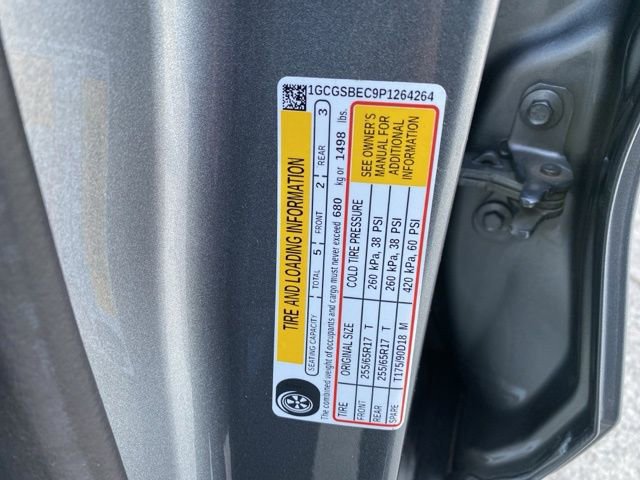 1GCGSBEC9P1264264
TIRE AND LOADING INFORMATION
SEATING CAPACITY TOTAL 5 FRONT 2 REAR 3
The combined weight of occupants and cargo must never exceed 680 kg or 1498 lbs.
TIRE ORIGINAL SIZE COLD TIRE PRESSURE
FRONT 255/65R17 T 260 kPa, 38 PSI
REAR 255/65R17 T 260 kPa, 38 PSI
SPARE T175/90D18 M 420 kPa, 60 PSI
SEE OWNER'S
MANUAL FOR
ADDITIONAL
INFORMATION